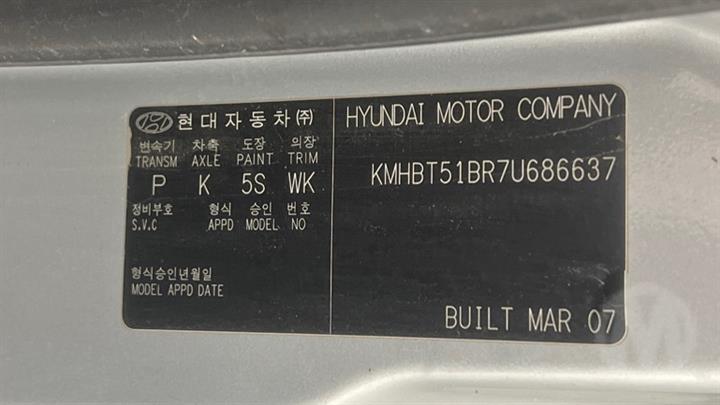 현대자동차㈜
변속기 차축 도장 의장
TRANSM AXLE PAINT TRIM
P K 5S WK
정비부호 형식 승인 번호
S.V.C APPD MODEL NO
형식승인년월일
MODEL APPD DATE
HYUNDAI MOTOR COMPANY
KMHBT51BR7U686637
BUILT MAR 07